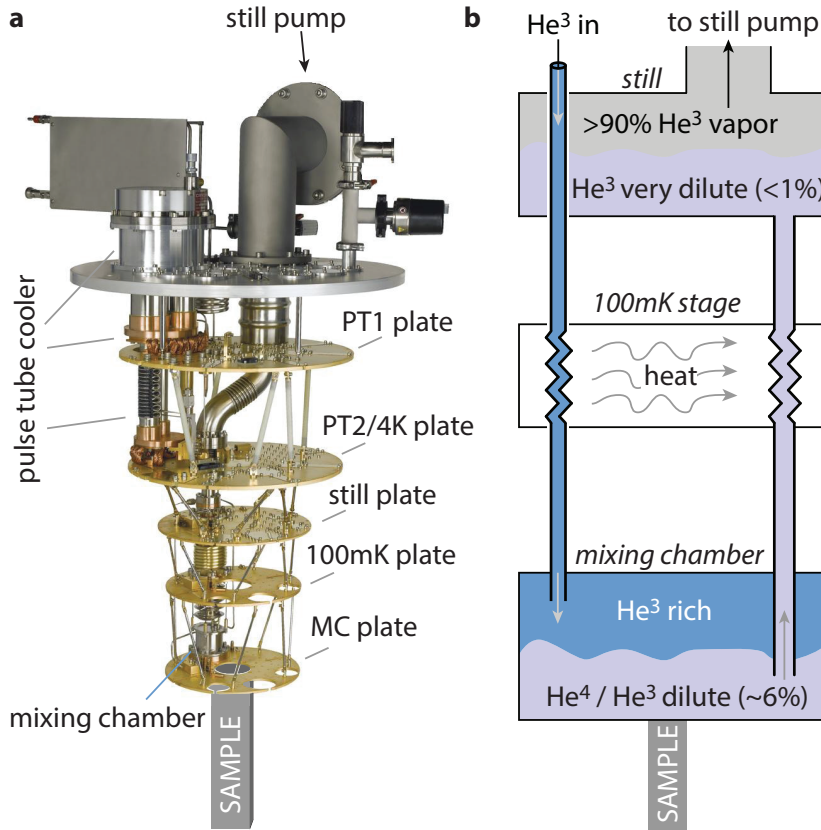 a
still pump
pulse tube cooler
PT1 plate
PT2/4K plate
still plate
100mK plate
MC plate
mixing chamber
SAMPLE
b
He³ in
to still pump
still
>90% He³ vapor
He³ very dilute (<1%)
100mK stage
heat
mixing chamber
He³ rich
He⁴ / He³ dilute (~6%)
SAMPLE